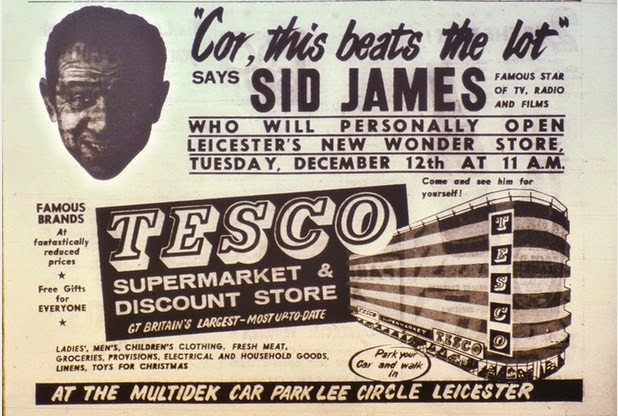 "Cor, this beats the lot"
SAYS SID JAMES
FAMOUS STAR
OF TV, RADIO
AND FILMS
WHO WILL PERSONALLY OPEN
LEICESTER'S NEW WONDER STORE,
TUESDAY, DECEMBER 12th AT 11 A.M.
Come and see him for
yourself!
FAMOUS
BRANDS
At
fantastically
reduced
prices
★
Free Gifts
for
EVERYONE
★
TESCO
SUPERMARKET &
DISCOUNT STORE
GT BRITAIN'S LARGEST-MOST UP-TO-DATE
LADIES', MEN'S, CHILDREN'S CLOTHING, FRESH MEAT,
GROCERIES, PROVISIONS, ELECTRICAL AND HOUSEHOLD GOODS,
LINENS, TOYS FOR CHRISTMAS
TESCO
TESCO
SUPERMARKET
TESCO
Park your
Car and walk
in
AT THE MULTIDEK CAR PARK LEE CIRCLE LEICESTER